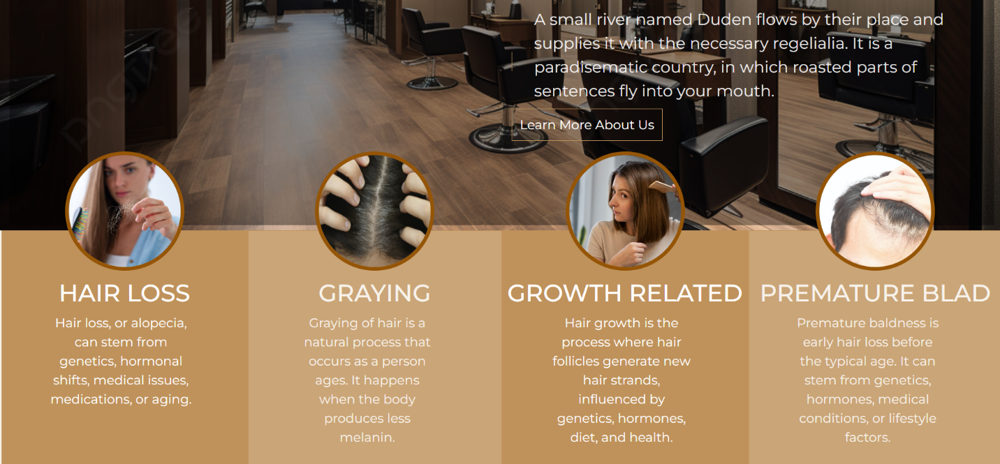 A small river named Duden flows by their place and
supplies it with the necessary regelialia. It is a
paradisematic country, in which roasted parts of
sentences fly into your mouth.
Learn More About Us
pngtree
HAIR LOSS
Hair loss, or alopecia,
can stem from
genetics, hormonal
shifts, medical issues,
medications, or aging.
GRAYING
Graying of hair is a
natural process that
occurs as a person
ages. It happens
when the body
produces less
melanin.
GROWTH RELATED
Hair growth is the
process where hair
follicles generate new
hair strands,
influenced by
genetics, hormones,
diet, and health.
PREMATURE BLAD
Premature baldness is
early hair loss before
the typical age. It can
stem from genetics,
hormones, medical
conditions, or lifestyle
factors.